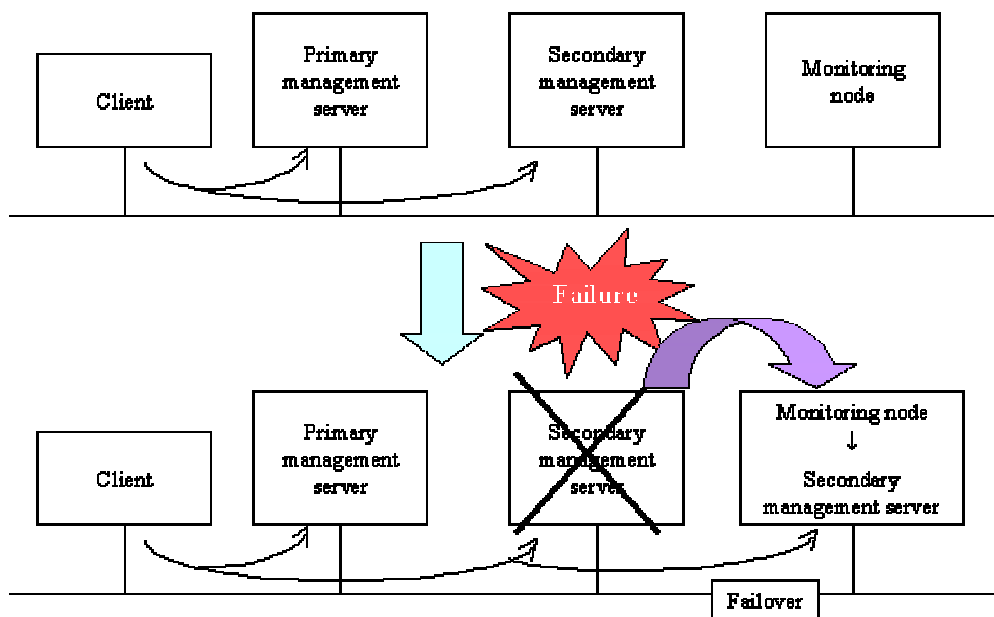 Client
Primary
management
server
Secondary
management
server
Monitoring
node
Failure
Client
Primary
management
server
Secondary
management
server
Monitoring node
↓
Secondary
management server
Failover